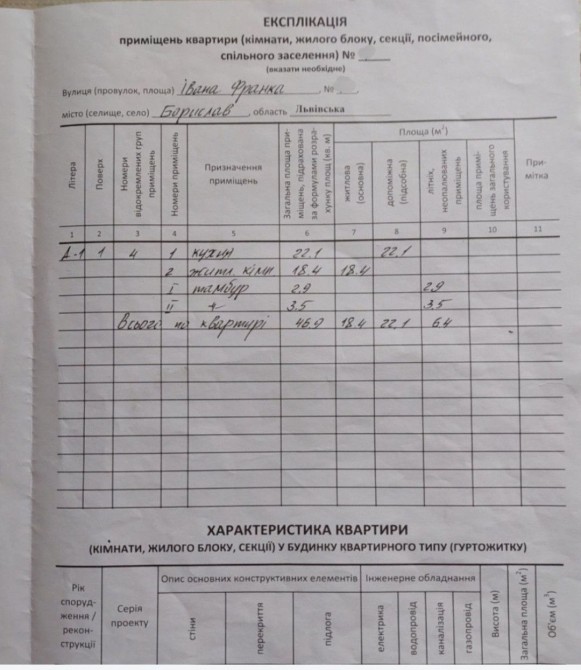 ЕКСПЛІКАЦІЯ
приміщень квартири (кімнати, жилого блоку, секції, посімейного,
спільного заселення) №
(вказати необхідне)
Вулиця (провулок, площа) Івана Франка, №
місто (селище, село) Борислав, область Львівська
Літера Поверх Номери відокремлених груп приміщень Номери приміщень Призначення приміщень Загальна площа приміщень, підрахована за формулами розрахунку площ (кв. м) Площа (м²) Примітка
житлова (основна) допоміжна (підсобна) літніх, неопалюваних приміщень площа приміщень загального користування
1 2 3 4 5 6 7 8 9 10 11
А-1 1 4 1 кухня 22.1 22.1
2 житл. кімн. 18.4 18.4
I тамбур 2.9 2.9
II 3.5 3.5
Всього по квартирі 46.9 18.4 22.1 6.4
ХАРАКТЕРИСТИКА КВАРТИРИ
(КІМНАТИ, ЖИЛОГО БЛОКУ, СЕКЦІЇ) У БУДИНКУ КВАРТИРНОГО ТИПУ (ГУРТОЖИТКУ)
Рік спорудження / реконструкції Серія проекту Опис основних конструктивних елементів Інженерне обладнання Висота (м) Загальна площа (м²) Об'єм (м³)
стіни перекриття підлога електрика водопровід каналізація газопровід